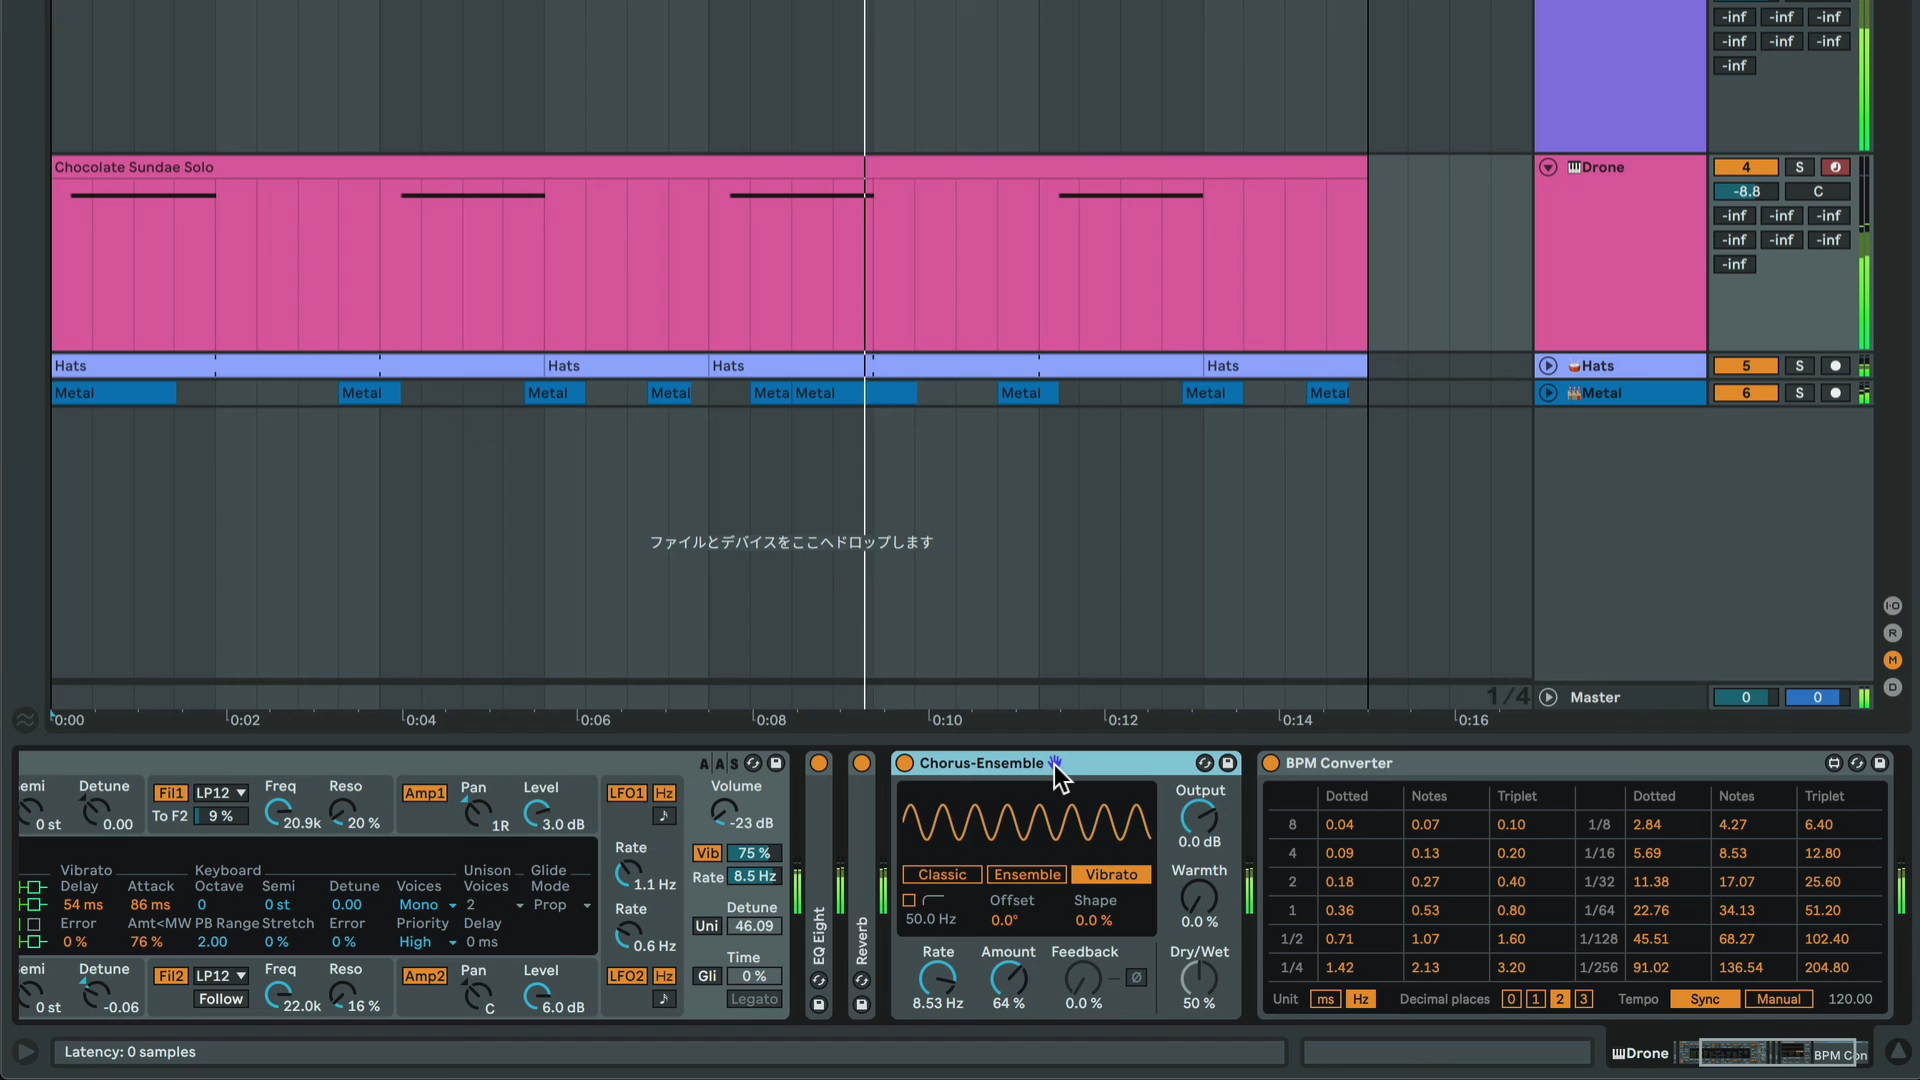 -inf -inf -inf
-inf -inf -inf
-inf
Chocolate Sundae Solo
Drone
4 S
-8.8 C
-inf -inf -inf
-inf -inf -inf
-inf
Hats Hats Hats Hats
Hats 5 S
Metal Metal Metal Metal Meta Metal Metal Metal Metal
Metal 6 S
ファイルとデバイスをここへドロップします
I·O
R
M
D
1/4
Master 0 0
0:00 0:02 0:04 0:06 0:08 0:10 0:12 0:14 0:16
A A S
emi Detune
0 st 0.00
Fil1 LP12 Freq Reso
To F2 9 % 20.9k 20 %
Amp1 Pan Level
1R 3.0 dB
LFO1 Hz
Rate
1.1 Hz
Rate
0.6 Hz
LFO2 Hz
Volume
-23 dB
Vib 75 %
Rate 8.5 Hz
Detune
Uni 46.09
Time
Gli 0 %
Legato
Vibrato Keyboard Unison Glide
Delay Attack Octave Semi Detune Voices Voices Mode
54 ms 86 ms 0 0 st 0.00 Mono 2 Prop
Error Amt<MW PB Range Stretch Error Priority Delay
0 % 76 % 2.00 0 % 0 % High 0 ms
emi Detune
0 st -0.06
Fil2 LP12 Freq Reso
Follow 22.0k 16 %
Amp2 Pan Level
C 6.0 dB
EQ Eight
Reverb
Chorus-Ensemble
Classic Ensemble Vibrato
Offset Shape
50.0 Hz 0.0° 0.0 %
Rate Amount Feedback
8.53 Hz 64 % 0.0 % Ø
Output
0.0 dB
Warmth
0.0 %
Dry/Wet
50 %
BPM Converter
Dotted Notes Triplet Dotted Notes Triplet
8 0.04 0.07 0.10 1/8 2.84 4.27 6.40
4 0.09 0.13 0.20 1/16 5.69 8.53 12.80
2 0.18 0.27 0.40 1/32 11.38 17.07 25.60
1 0.36 0.53 0.80 1/64 22.76 34.13 51.20
1/2 0.71 1.07 1.60 1/128 45.51 68.27 102.40
1/4 1.42 2.13 3.20 1/256 91.02 136.54 204.80
Unit ms Hz Decimal places 0 1 2 3 Tempo Sync Manual 120.00
Latency: 0 samples
Drone
BPM Con